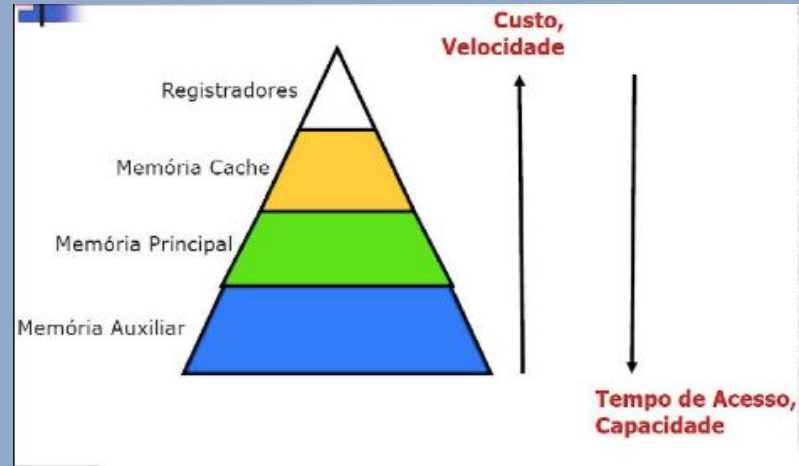 Custo,
Velocidade
Registradores
Memória Cache
Memória Principal
Memória Auxiliar
Tempo de Acesso,
Capacidade